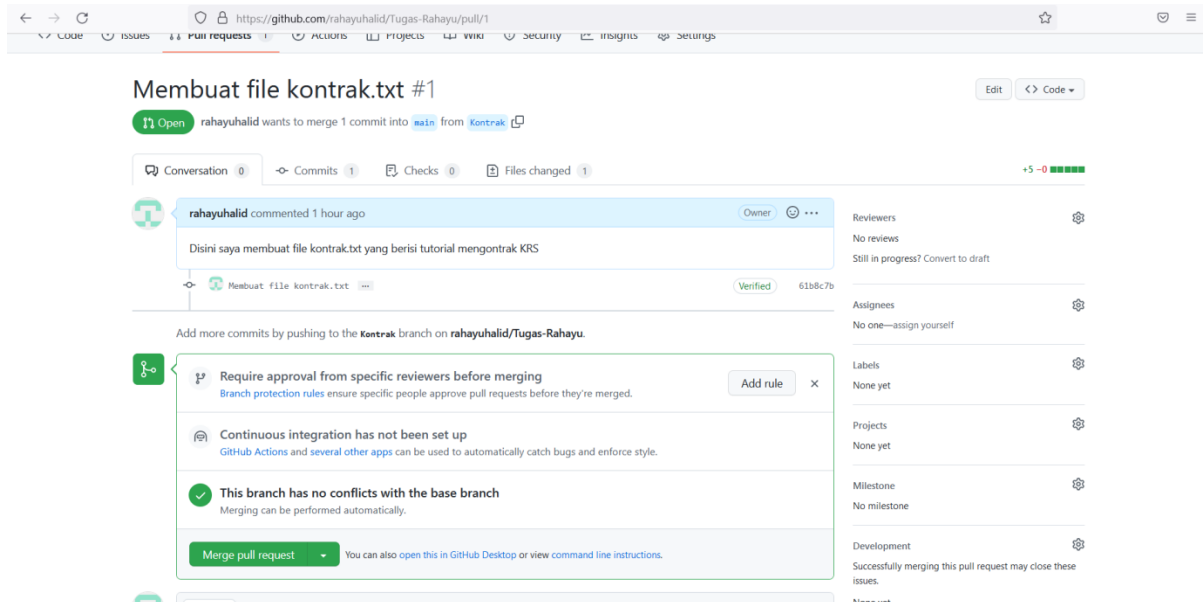 https://github.com/rahayuhalid/Tugas-Rahayu/pull/1
<> Code Issues Pull requests 1 Actions Projects Wiki Security Insights Settings
Membuat file kontrak.txt #1
Edit <> Code
Open rahayuhalid wants to merge 1 commit into main from Kontrak
Conversation 0 Commits 1 Checks 0 Files changed 1 +5 −0
rahayuhalid commented 1 hour ago Owner ...
Disini saya membuat file kontrak.txt yang berisi tutorial mengontrak KRS
Membuat file kontrak.txt ... Verified 61b8c7b
Add more commits by pushing to the Kontrak branch on rahayuhalid/Tugas-Rahayu.
Require approval from specific reviewers before merging
Branch protection rules ensure specific people approve pull requests before they're merged.
Add rule
Continuous integration has not been set up
GitHub Actions and several other apps can be used to automatically catch bugs and enforce style.
This branch has no conflicts with the base branch
Merging can be performed automatically.
Merge pull request You can also open this in GitHub Desktop or view command line instructions.
Reviewers
No reviews
Still in progress? Convert to draft
Assignees
No one—assign yourself
Labels
None yet
Projects
None yet
Milestone
No milestone
Development
Successfully merging this pull request may close these
issues.
None yet